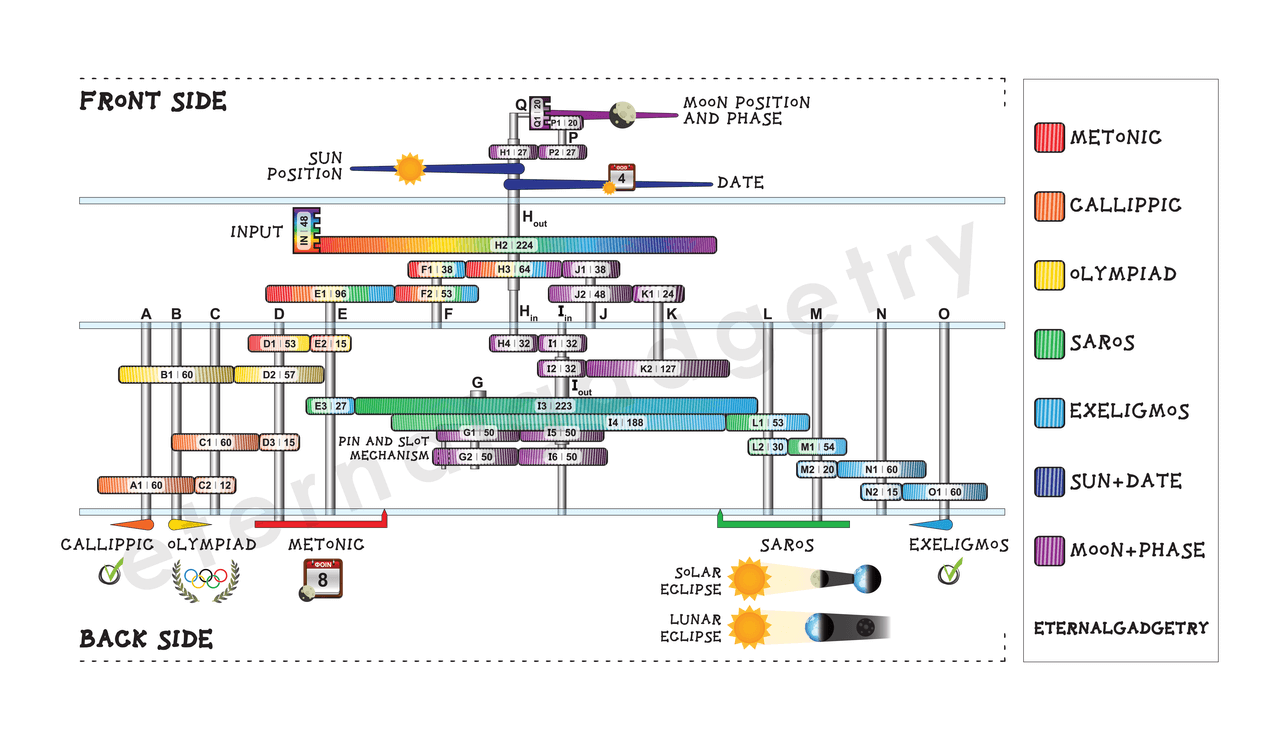 FRONT SIDE
Q
Q1 | 20
P1 | 20
MOON POSITION
AND PHASE
P
H1 | 27
P2 | 27
SUN
POSITION
4
DATE
H out
INPUT
IN | 48
H2 | 224
F1 | 38
H3 | 64
J1 | 38
E1 | 96
F2 | 53
J2 | 48
K1 | 24
A
B
C
D
E
F
H in
I in
J
K
L
M
N
O
D1 | 53
E2 | 15
H4 | 32
I1 | 32
B1 | 60
D2 | 57
I2 | 32
K2 | 127
G
I out
E3 | 27
I3 | 223
I4 | 188
L1 | 53
C1 | 60
D3 | 15
PIN AND SLOT
MECHANISM
G1 | 50
I5 | 50
L2 | 30
M1 | 54
G2 | 50
I6 | 50
M2 | 20
N1 | 60
A1 | 60
C2 | 12
N2 | 15
O1 | 60
CALLIPPIC
OLYMPIAD
METONIC
SAROS
EXELIGMOS
ΦΟΙΝ
8
SOLAR
ECLIPSE
LUNAR
ECLIPSE
BACK SIDE
METONIC
CALLIPPIC
OLYMPIAD
SAROS
EXELIGMOS
SUN+DATE
MOON+PHASE
ETERNALGADGETRY
eternalgadgetry